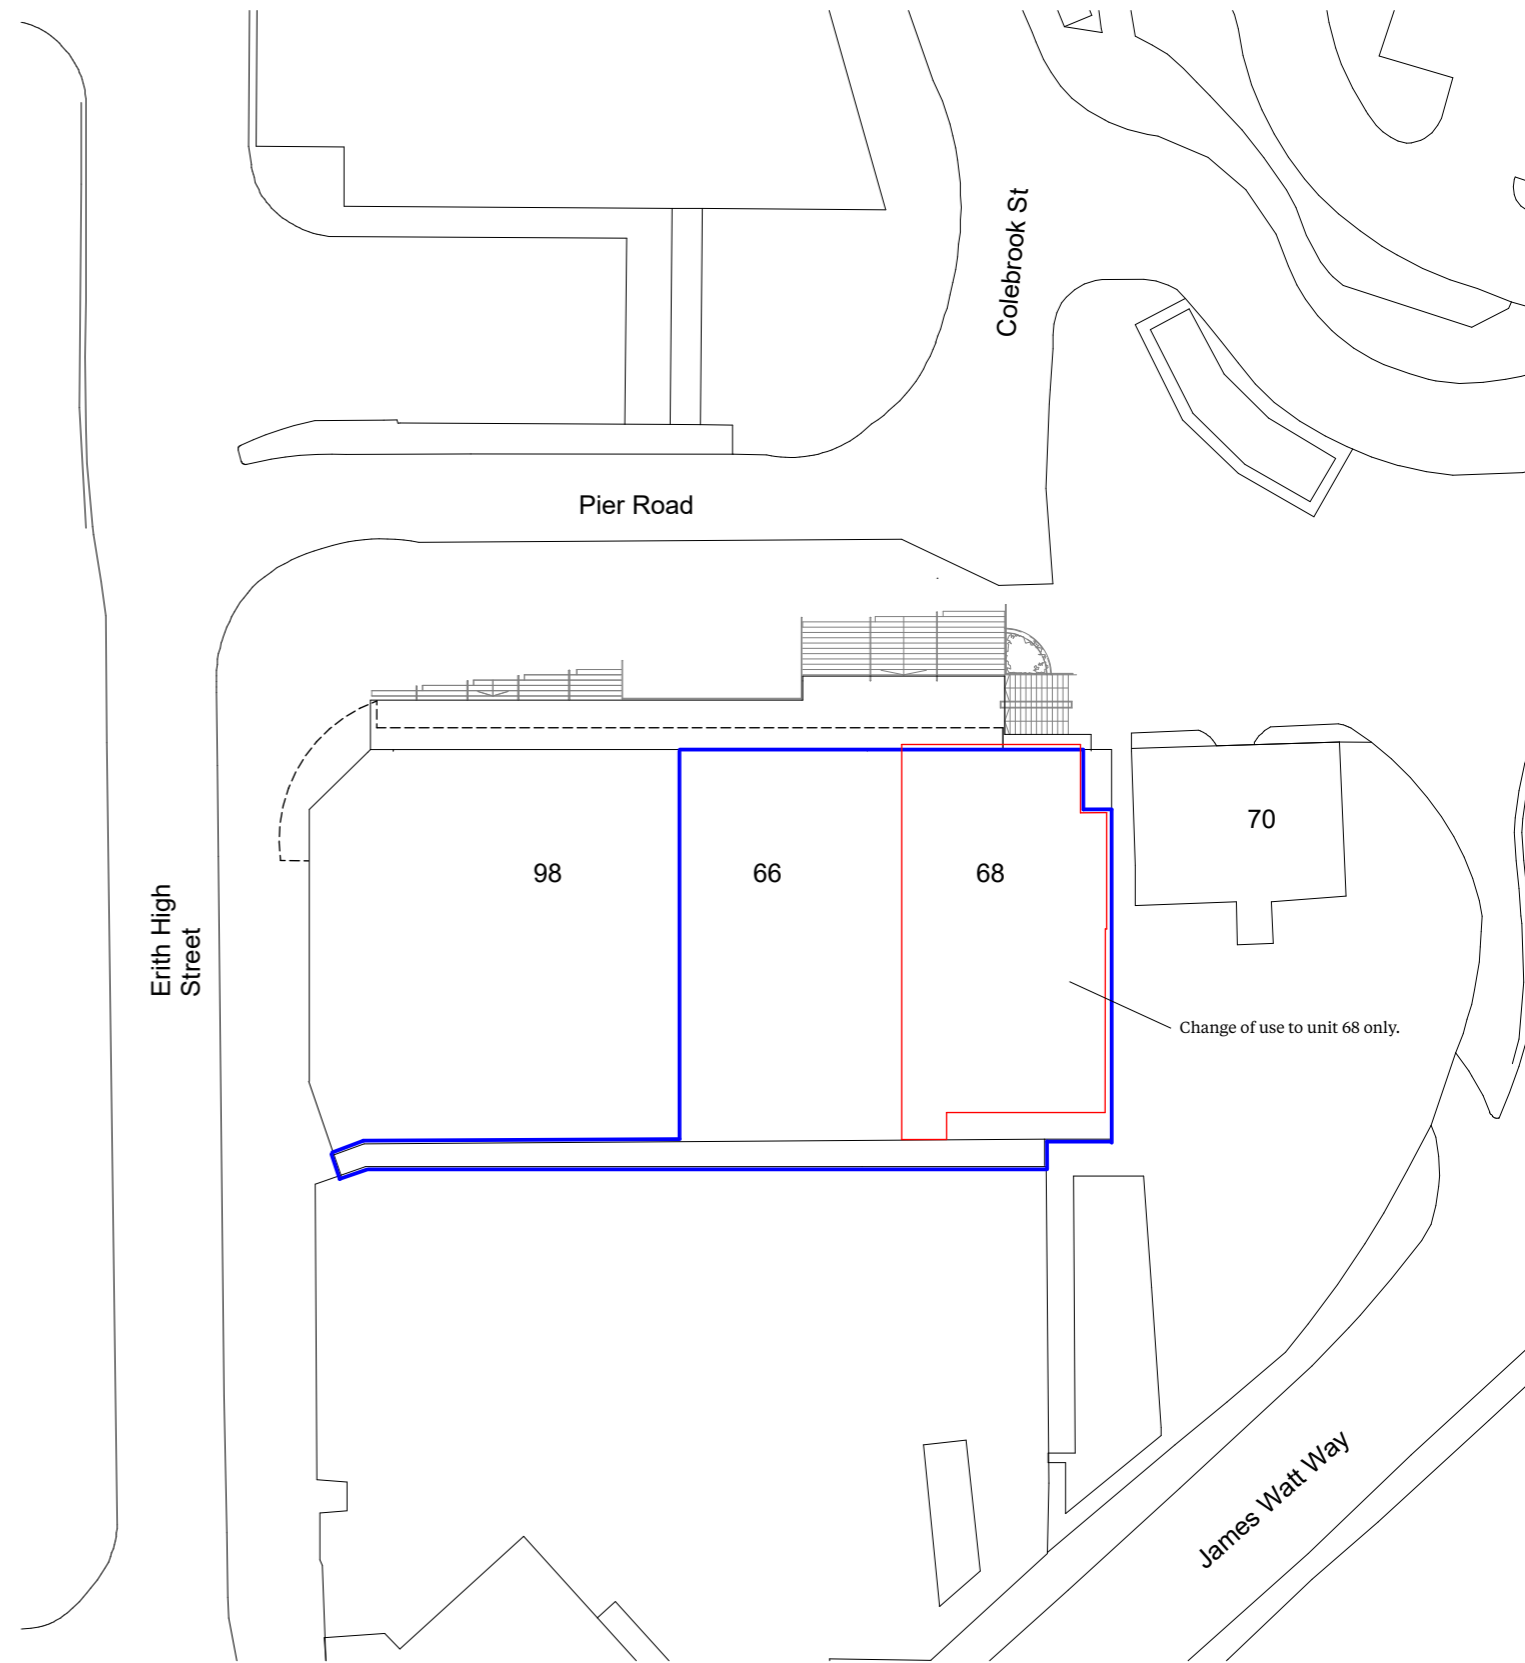 Colebrook St
Pier Road
70
98
66
68
Erith High
Street
Change of use to unit 68 only.
James Watt Way